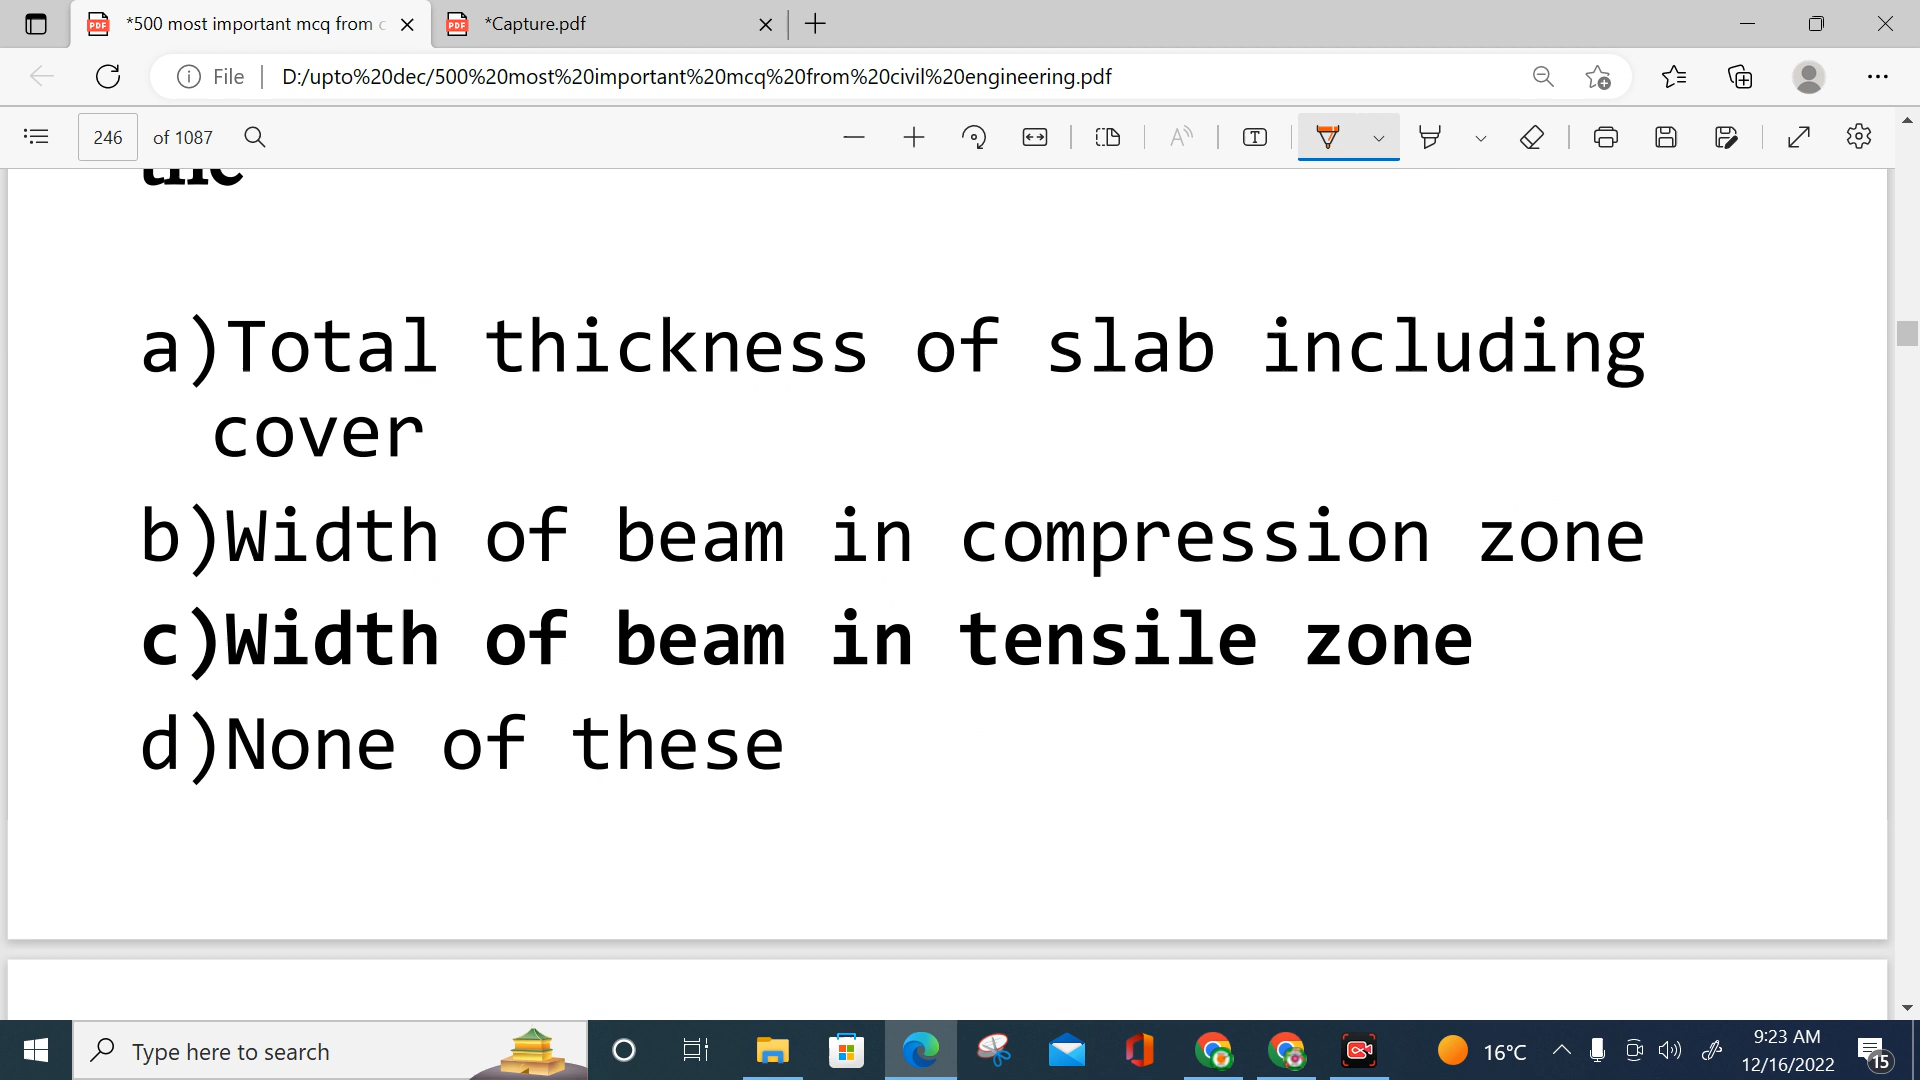 *500 most important mcq from c
*Capture.pdf
File
D:/upto%20dec/500%20most%20important%20mcq%20from%20civil%20engineering.pdf
246 of 1087
the
a)Total thickness of slab including
cover
b)Width of beam in compression zone
c)Width of beam in tensile zone
d)None of these
Type here to search
16°C
9:23 AM
12/16/2022
15